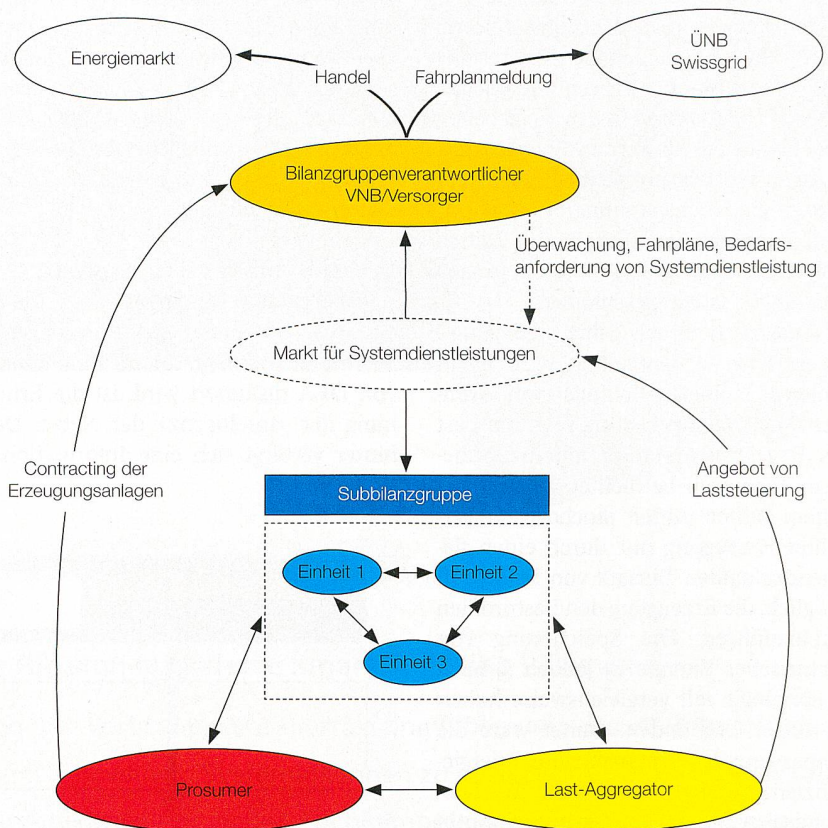 Energiemarkt
ÜNB
Swissgrid
Handel
Fahrplanmeldung
Bilanzgruppenverantwortlicher
VNB/Versorger
Überwachung, Fahrpläne, Bedarfs-
anforderung von Systemdienstleistung
Markt für Systemdienstleistungen
Contracting der
Erzeugungsanlagen
Angebot von
Laststeuerung
Subbilanzgruppe
Einheit 1
Einheit 2
Einheit 3
Prosumer
Last-Aggregator